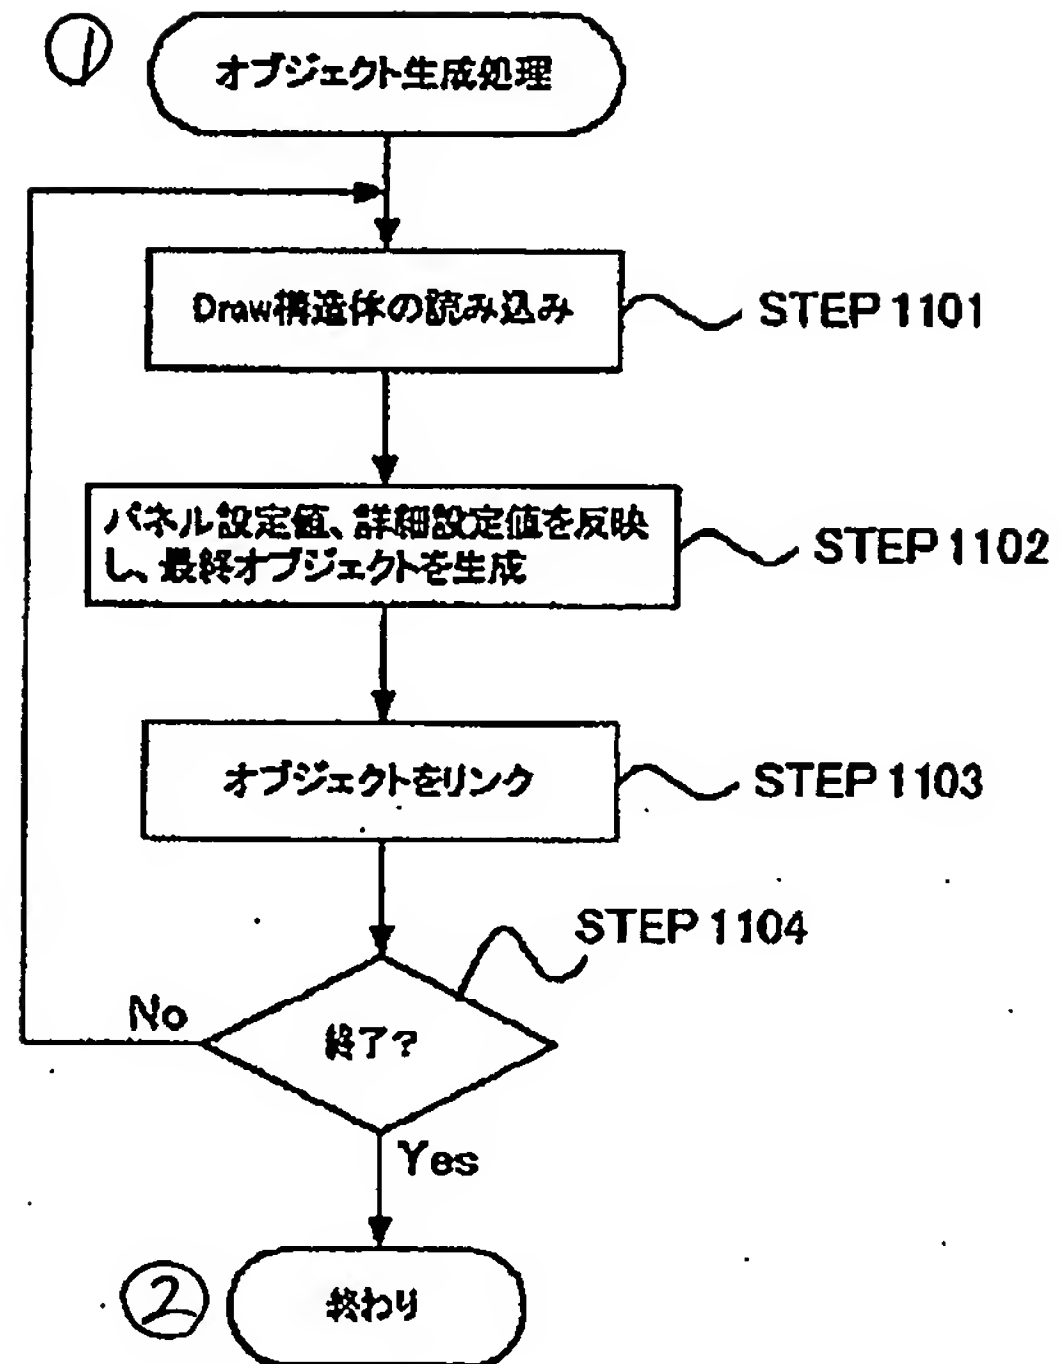 ①
オブジェクト生成処理
Draw構造体の読み込み
STEP 1101
パネル設定値、詳細設定値を反映
し、最終オブジェクトを生成
STEP 1102
オブジェクトをリンク
STEP 1103
STEP 1104
No
終了?
Yes
②
終わり